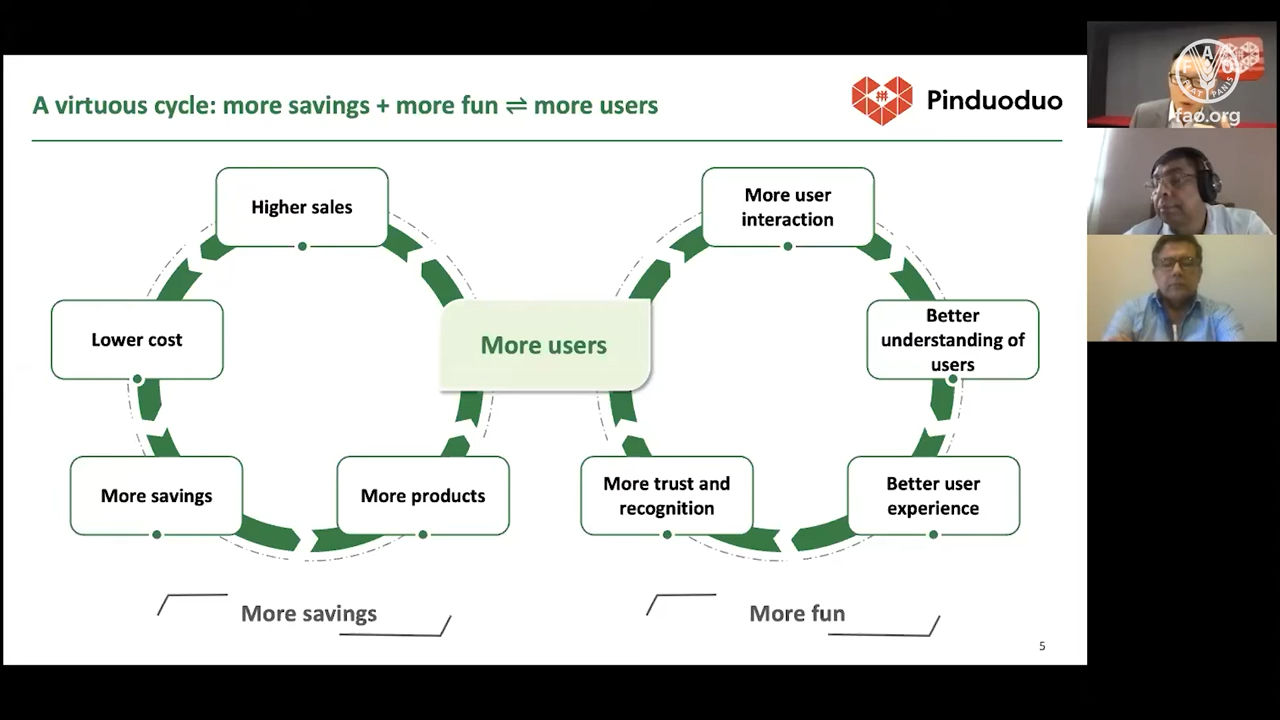 A virtuous cycle: more savings + more fun ⇌ more users
Pinduoduo
Higher sales
Lower cost
More savings
More products
More users
More user
interaction
Better
understanding of
users
Better user
experience
More trust and
recognition
More savings
More fun
5
F A O
FIAT PANIS
fao.org